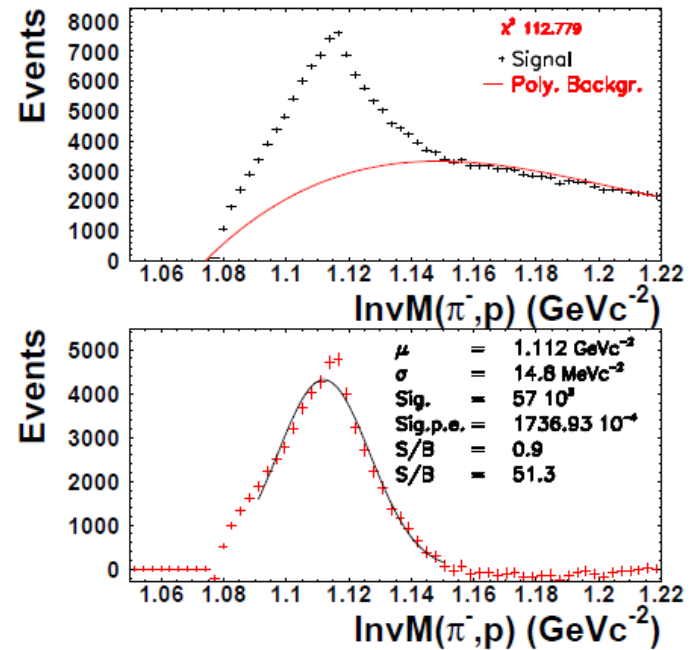 8000
7000
6000
5000
4000
3000
2000
1000
0
Events
χ² 112.779
Signal
Poly. Backgr.
1.06 1.08 1.1 1.12 1.14 1.16 1.18 1.2 1.22
InvM(π⁻,p) (GeVc⁻²)
5000
4000
3000
2000
1000
0
Events
μ = 1.112 GeVc⁻²
σ = 14.8 MeVc⁻²
Sig. = 57 10³
Sig.p.e. = 1736.93 10⁻⁴
S/B = 0.9
S/B = 51.3
1.06 1.08 1.1 1.12 1.14 1.16 1.18 1.2 1.22
InvM(π⁻,p) (GeVc⁻²)